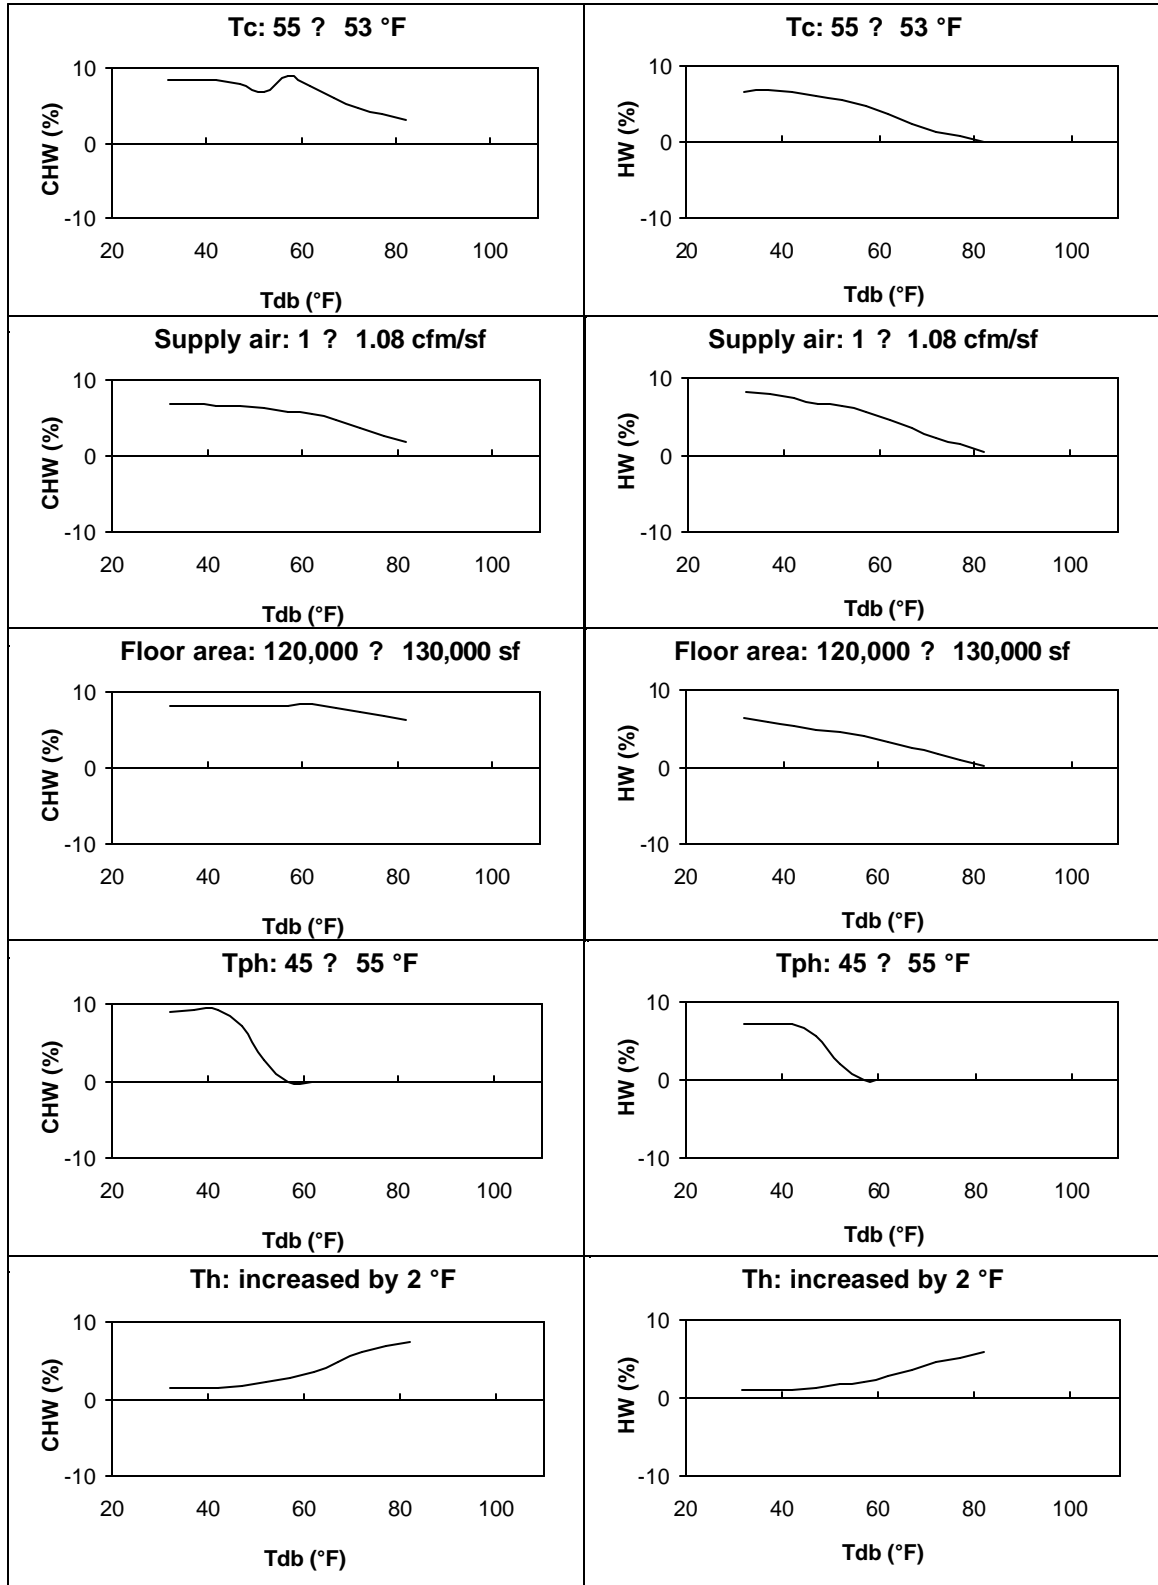 Tc: 55 ? 53 °F
10
0
-10
CHW (%)
20 40 60 80 100
Tdb (°F)
Tc: 55 ? 53 °F
10
0
-10
HW (%)
20 40 60 80 100
Tdb (°F)
Supply air: 1 ? 1.08 cfm/sf
10
0
-10
CHW (%)
20 40 60 80 100
Tdb (°F)
Supply air: 1 ? 1.08 cfm/sf
10
0
-10
HW (%)
20 40 60 80 100
Tdb (°F)
Floor area: 120,000 ? 130,000 sf
10
0
-10
CHW (%)
20 40 60 80 100
Tdb (°F)
Floor area: 120,000 ? 130,000 sf
10
0
-10
HW (%)
20 40 60 80 100
Tdb (°F)
Tph: 45 ? 55 °F
10
0
-10
CHW (%)
20 40 60 80 100
Tdb (°F)
Tph: 45 ? 55 °F
10
0
-10
HW (%)
20 40 60 80 100
Tdb (°F)
Th: increased by 2 °F
10
0
-10
CHW (%)
20 40 60 80 100
Tdb (°F)
Th: increased by 2 °F
10
0
-10
HW (%)
20 40 60 80 100
Tdb (°F)